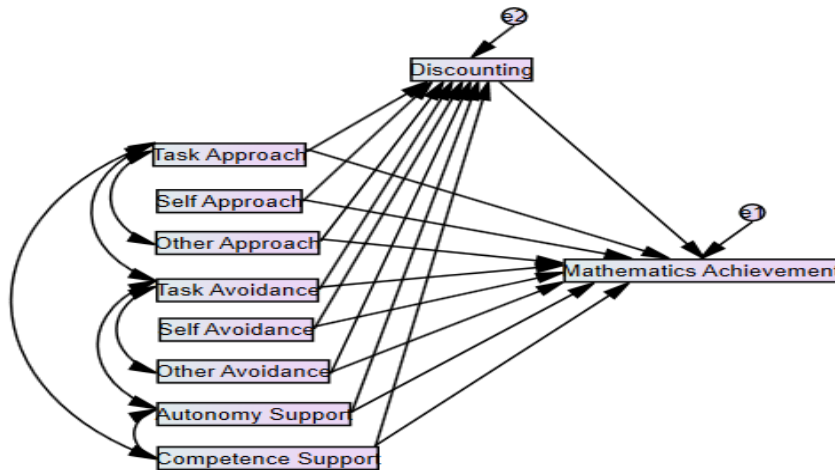 e2
Discounting
Task Approach
Self Approach
e1
Other Approach
Mathematics Achievement
Task Avoidance
Self Avoidance
Other Avoidance
Autonomy Support
Competence Support